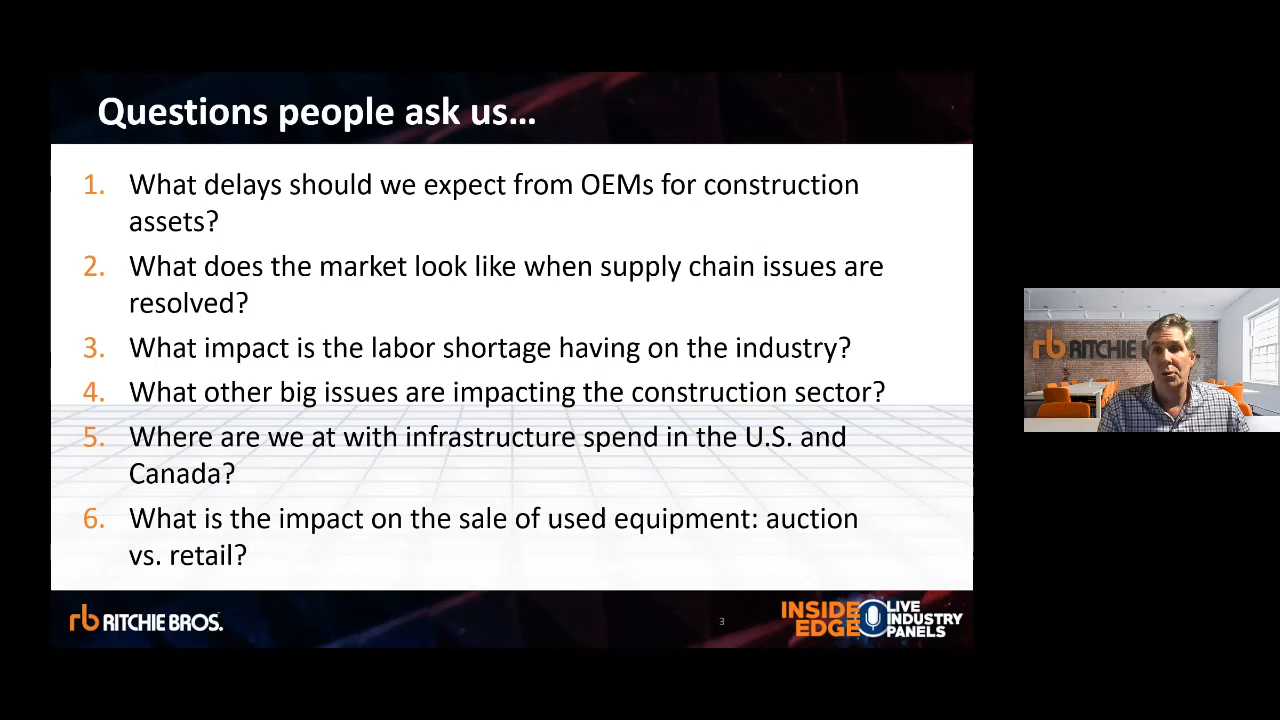 Questions people ask us...
1. What delays should we expect from OEMs for construction
assets?
2. What does the market look like when supply chain issues are
resolved?
3. What impact is the labor shortage having on the industry?
4. What other big issues are impacting the construction sector?
5. Where are we at with infrastructure spend in the U.S. and
Canada?
6. What is the impact on the sale of used equipment: auction
vs. retail?
rb RITCHIE BROS.
3
INSIDE
EDGE
LIVE
INDUSTRY
PANELS
rb RITCHIE